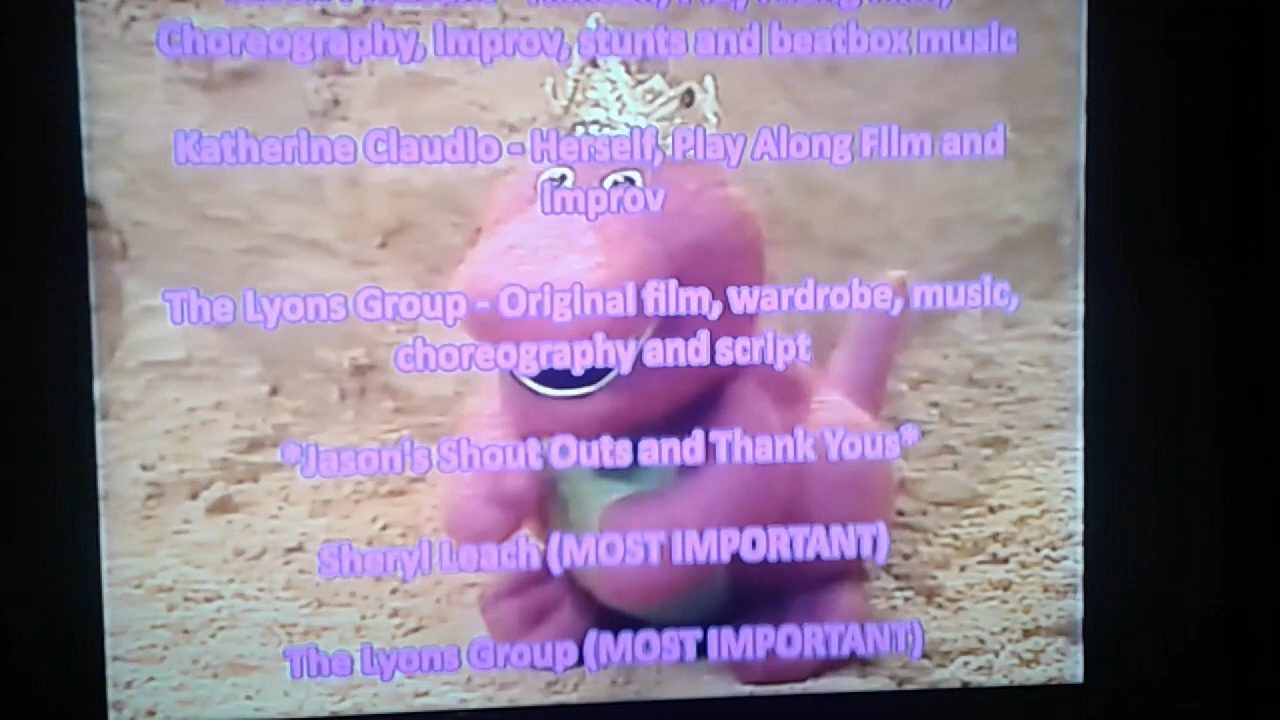 Choreography, Improv, stunts and beatbox music
Katherine Claudio - Herself, Play Along Film and
Improv
The Lyons Group - Original film, wardrobe, music,
choreography and script
*Jason's Shout Outs and Thank Yous*
Sheryl Leach (MOST IMPORTANT)
The Lyons Group (MOST IMPORTANT)